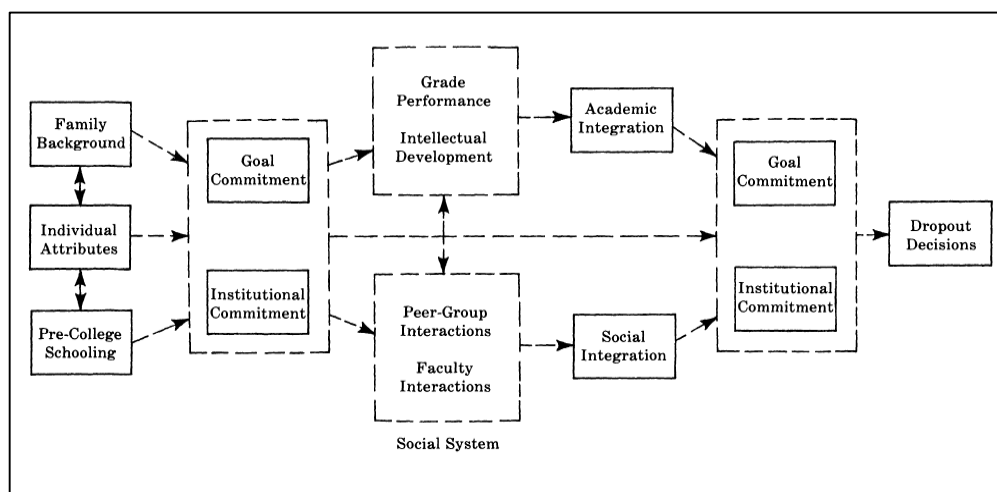 Family
Background
Individual
Attributes
Pre-College
Schooling
Goal
Commitment
Institutional
Commitment
Grade
Performance
Intellectual
Development
Peer-Group
Interactions
Faculty
Interactions
Social System
Academic
Integration
Social
Integration
Goal
Commitment
Institutional
Commitment
Dropout
Decisions